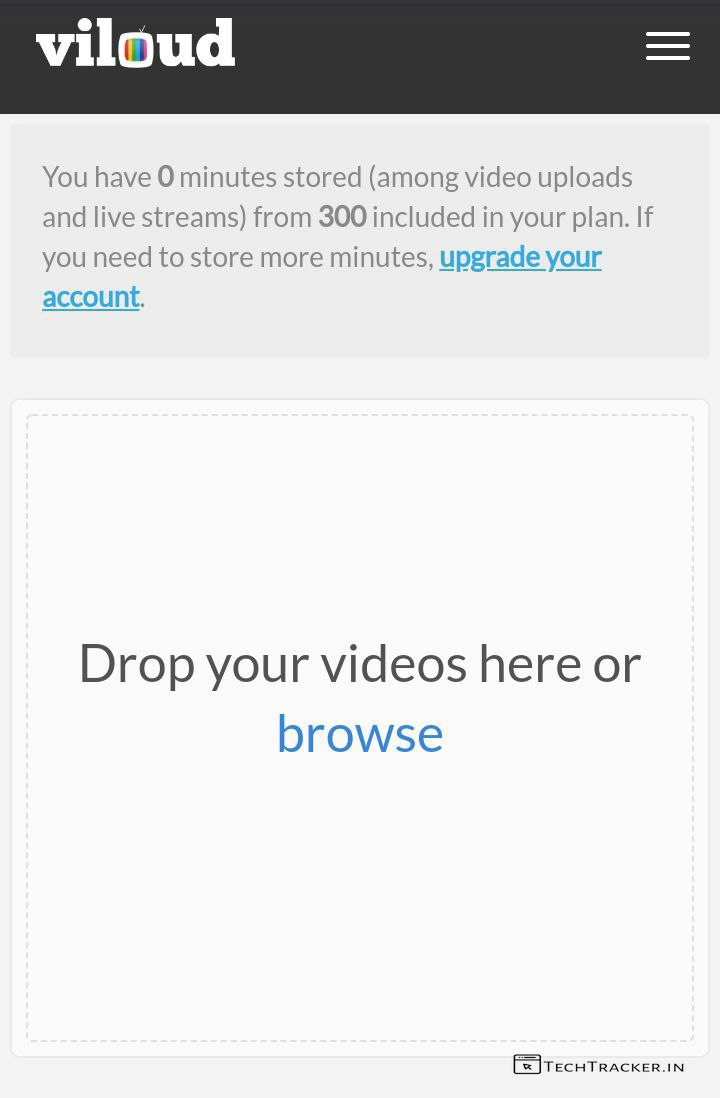 viloud
You have 0 minutes stored (among video uploads
and live streams) from 300 included in your plan. If
you need to store more minutes, upgrade your
account.
Drop your videos here or
browse
TECHTRACKER.IN